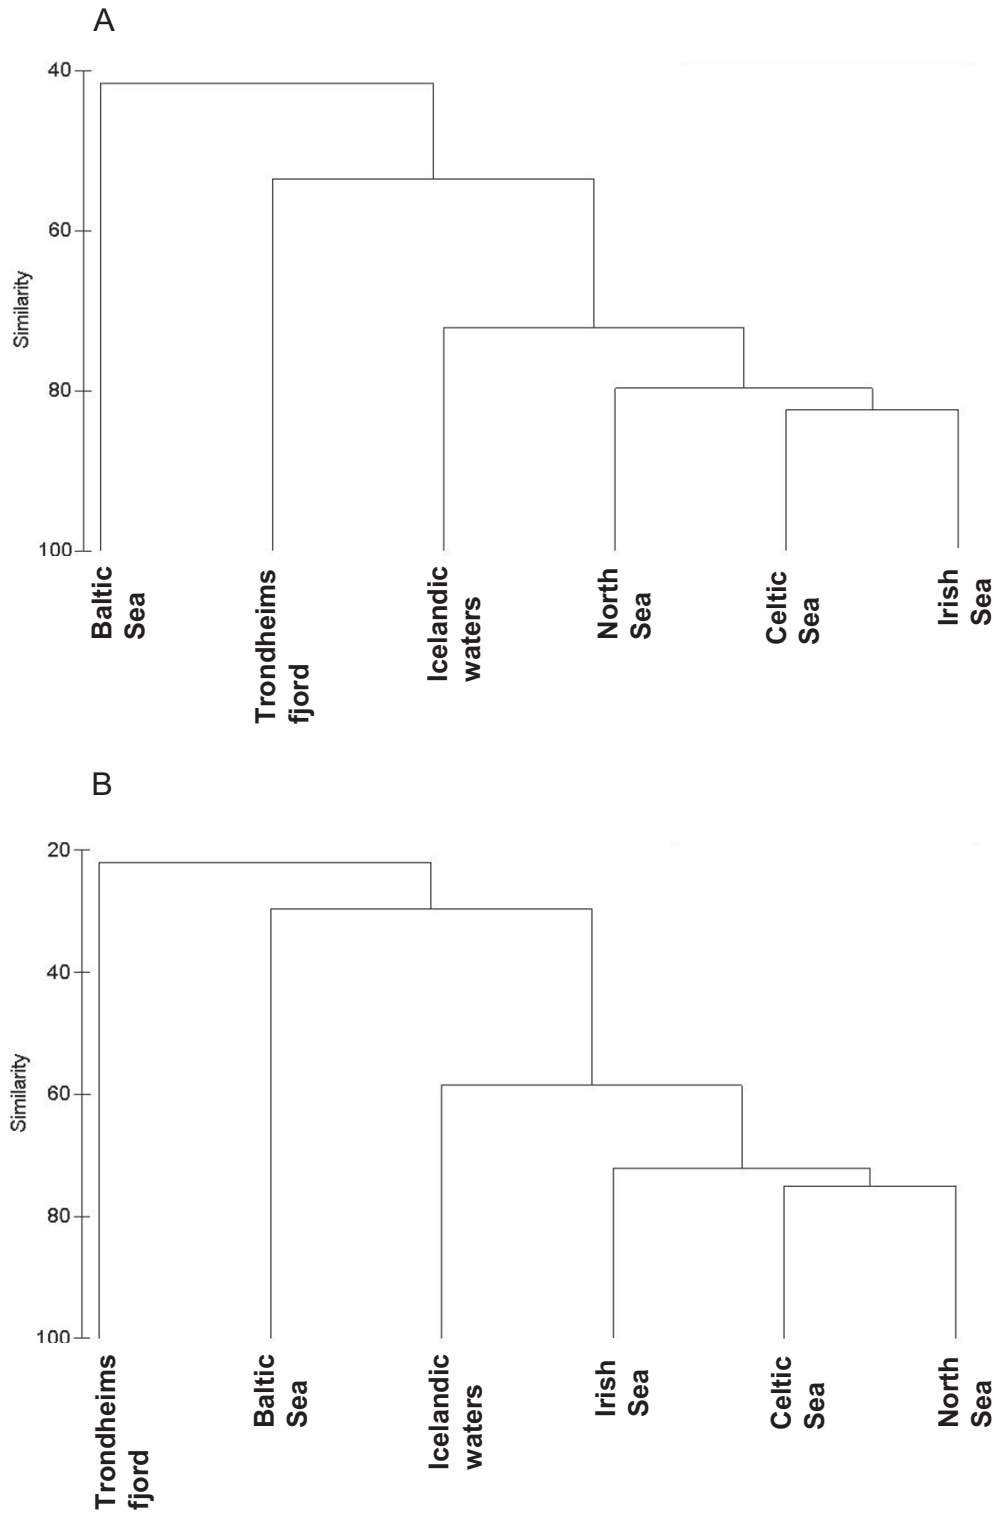 A
40
60
80
100
Similarity
Baltic
Sea
Trondheims
fjord
Icelandic
waters
North
Sea
Celtic
Sea
Irish
Sea
B
20
40
60
80
100
Similarity
Trondheims
fjord
Baltic
Sea
Icelandic
waters
Irish
Sea
Celtic
Sea
North
Sea